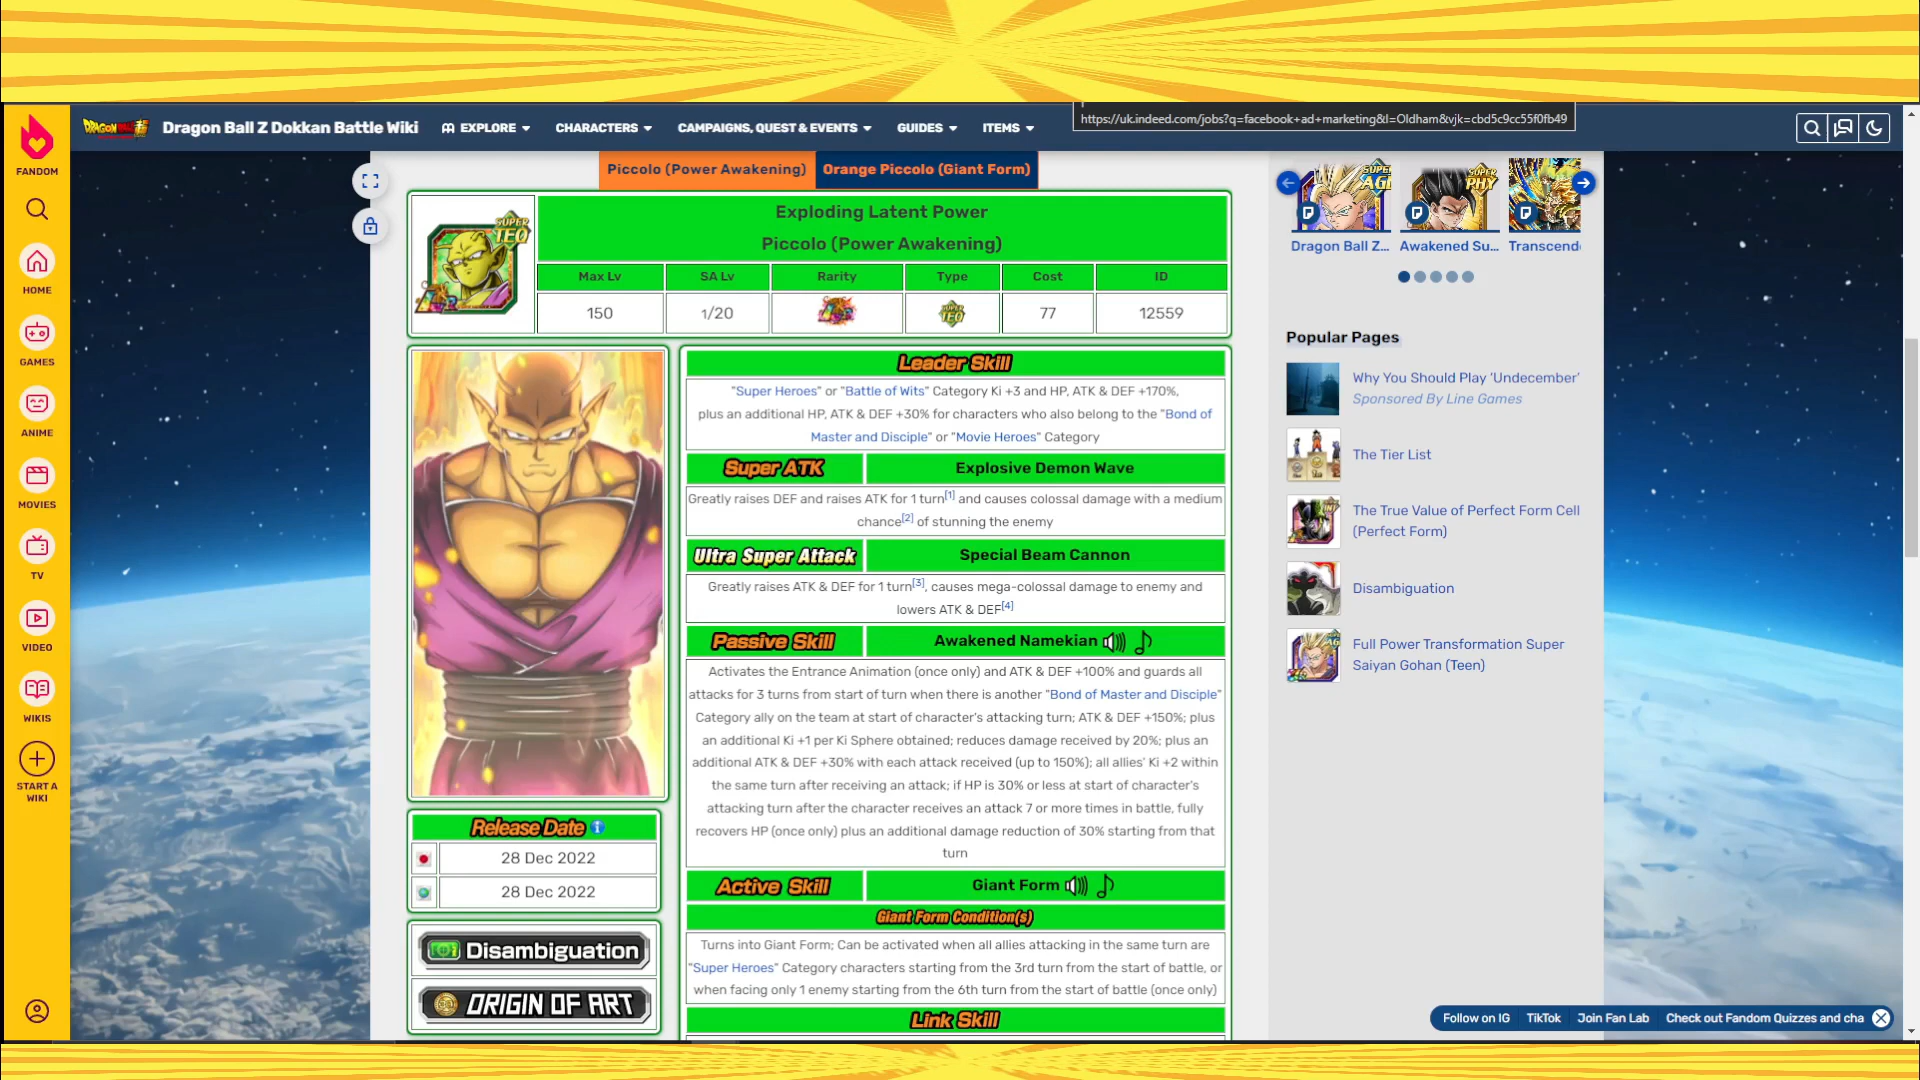 https://uk.indeed.com/jobs?q=facebook+ad+marketing&l=Oldham&vjk=cbd5c9cc55f0fb49
Dragon Ball Z Dokkan Battle Wiki
EXPLORE
CHARACTERS
CAMPAIGNS, QUEST & EVENTS
GUIDES
ITEMS
FANDOM
HOME
GAMES
ANIME
MOVIES
TV
VIDEO
WIKIS
START A
WIKI
Piccolo (Power Awakening)
Orange Piccolo (Giant Form)
SUPER
TEQ
Exploding Latent Power
Piccolo (Power Awakening)
Max Lv
SA Lv
Rarity
Type
Cost
ID
150
1/20
77
12559
Leader Skill
"Super Heroes" or "Battle of Wits" Category Ki +3 and HP, ATK & DEF +170%,
plus an additional HP, ATK & DEF +30% for characters who also belong to the "Bond of
Master and Disciple" or "Movie Heroes" Category
Super ATK
Explosive Demon Wave
Greatly raises DEF and raises ATK for 1 turn[1] and causes colossal damage with a medium
chance[2] of stunning the enemy
Ultra Super Attack
Special Beam Cannon
Greatly raises ATK & DEF for 1 turn[3], causes mega-colossal damage to enemy and
lowers ATK & DEF[4]
Passive Skill
Awakened Namekian
Activates the Entrance Animation (once only) and ATK & DEF +100% and guards all
attacks for 3 turns from start of turn when there is another "Bond of Master and Disciple"
Category ally on the team at start of character's attacking turn; ATK & DEF +150%; plus
an additional Ki +1 per Ki Sphere obtained; reduces damage received by 20%; plus an
additional ATK & DEF +30% with each attack received (up to 150%); all allies' Ki +2 within
the same turn after receiving an attack; if HP is 30% or less at start of character's
attacking turn after the character receives an attack 7 or more times in battle, fully
recovers HP (once only) plus an additional damage reduction of 30% starting from that
turn
Active Skill
Giant Form
Giant Form Condition(s)
Turns into Giant Form; Can be activated when all allies attacking in the same turn are
"Super Heroes" Category characters starting from the 3rd turn from the start of battle, or
when facing only 1 enemy starting from the 6th turn from the start of battle (once only)
Link Skill
Release Date
28 Dec 2022
28 Dec 2022
Disambiguation
ORIGIN OF ART
Dragon Ball Z...
Awakened Su...
Transcend
Popular Pages
Why You Should Play 'Undecember'
Sponsored By Line Games
The Tier List
The True Value of Perfect Form Cell
(Perfect Form)
Disambiguation
Full Power Transformation Super
Saiyan Gohan (Teen)
Follow on IG
TikTok
Join Fan Lab
Check out Fandom Quizzes and cha